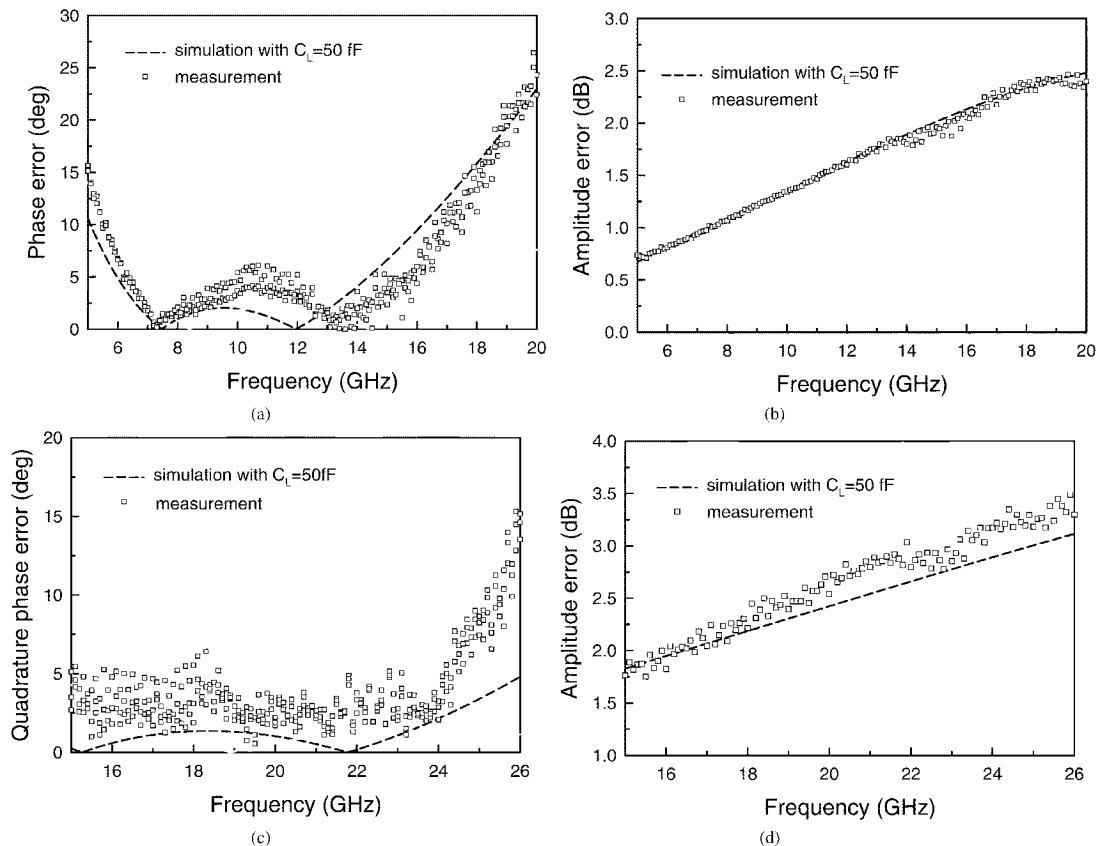 30
25
20
15
10
5
0
Phase error (deg)
simulation with CL=50 fF
measurement
6 8 10 12 14 16 18 20
Frequency (GHz)
(a)
3.0
2.5
2.0
1.5
1.0
0.5
0.0
Amplitude error (dB)
simulation with CL=50 fF
measurement
6 8 10 12 14 16 18 20
Frequency (GHz)
(b)
20
15
10
5
0
Quadrature phase error (deg)
simulation with CL=50fF
measurement
16 18 20 22 24 26
Frequency (GHz)
(c)
4.0
3.5
3.0
2.5
2.0
1.5
1.0
Amplitude error (dB)
simulation with CL=50 fF
measurement
16 18 20 22 24 26
Frequency (GHz)
(d)